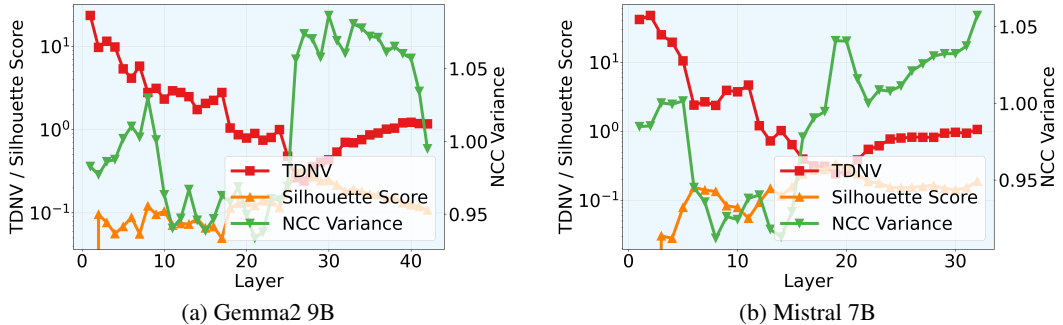 TDNV / Silhouette Score
10¹
10⁰
10⁻¹
TDNV
Silhouette Score
NCC Variance
1.05
1.00
0.95
NCC Variance
0 10 20 30 40
Layer
(a) Gemma2 9B
TDNV / Silhouette Score
10¹
10⁰
10⁻¹
TDNV
Silhouette Score
NCC Variance
1.05
1.00
0.95
NCC Variance
0 10 20 30
Layer
(b) Mistral 7B